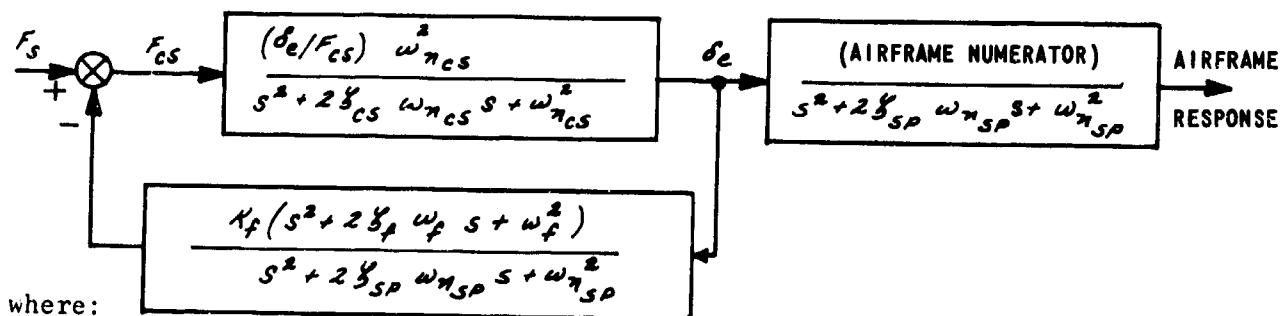 F_s
+
−
F_cs
(δ_e/F_cs) ω²_n_cs
s² + 2ζ_cs ω_n_cs s + ω²_n_cs
δ_e
(AIRFRAME NUMERATOR)
s² + 2ζ_sp ω_n_sp s + ω²_n_sp
AIRFRAME
RESPONSE
K_f (s² + 2ζ_f ω_f s + ω_f²)
s² + 2ζ_sp ω_n_sp s + ω²_n_sp
where: